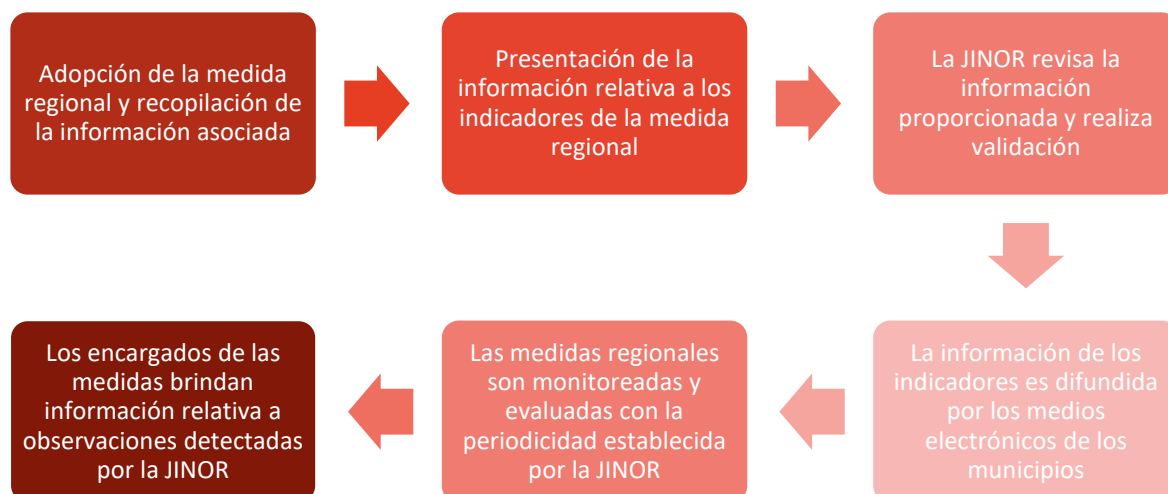 Adopción de la medida
regional y recopilación de
la información asociada
Presentación de la
información relativa a los
indicadores de la medida
regional
La JINOR revisa la
información
proporcionada y realiza
validación
La información de los
indicadores es difundida
por los medios
electrónicos de los
municipios
Las medidas regionales
son monitoreadas y
evaluadas con la
periodicidad establecida
por la JINOR
Los encargados de las
medidas brindan
información relativa a
observaciones detectadas
por la JINOR